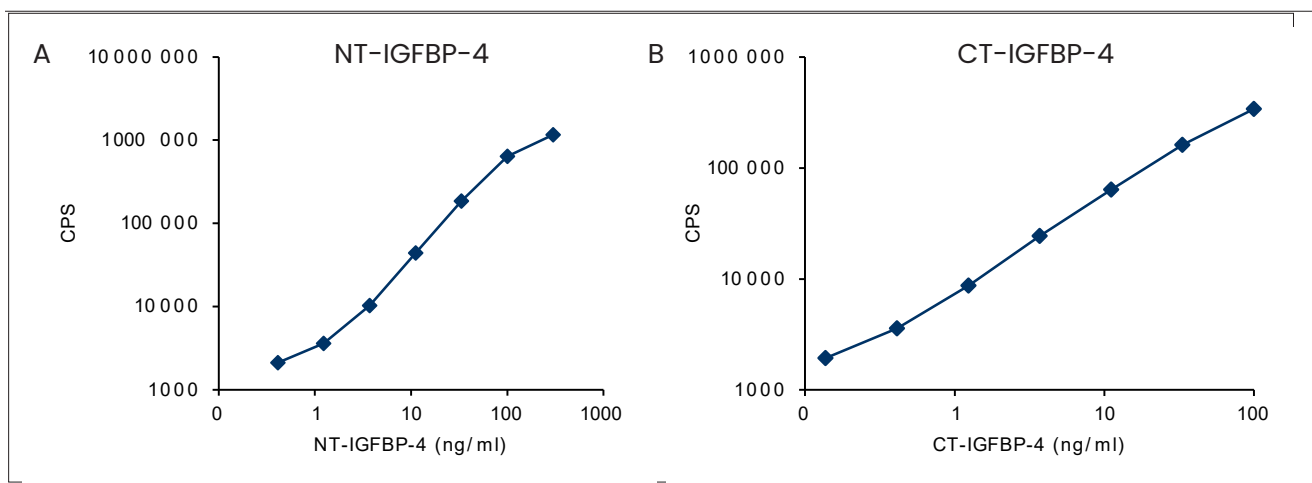 A
NT-IGFBP-4
10 000 000
1000 000
100 000
10 000
1000
CPS
0 1 10 100 1000
NT-IGFBP-4 (ng/ml)
B
CT-IGFBP-4
1000 000
100 000
10 000
1000
CPS
0 1 10 100
CT-IGFBP-4 (ng/ml)